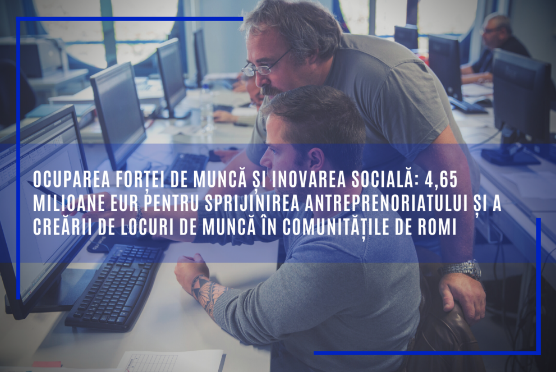 OCUPAREA FORȚEI DE MUNCĂ ȘI INOVAREA SOCIALĂ: 4,65
MILIOANE EUR PENTRU SPRIJINIREA ANTREPRENORIATULUI ȘI A
CREĂRII DE LOCURI DE MUNCĂ ÎN COMUNITĂȚILE DE ROMI